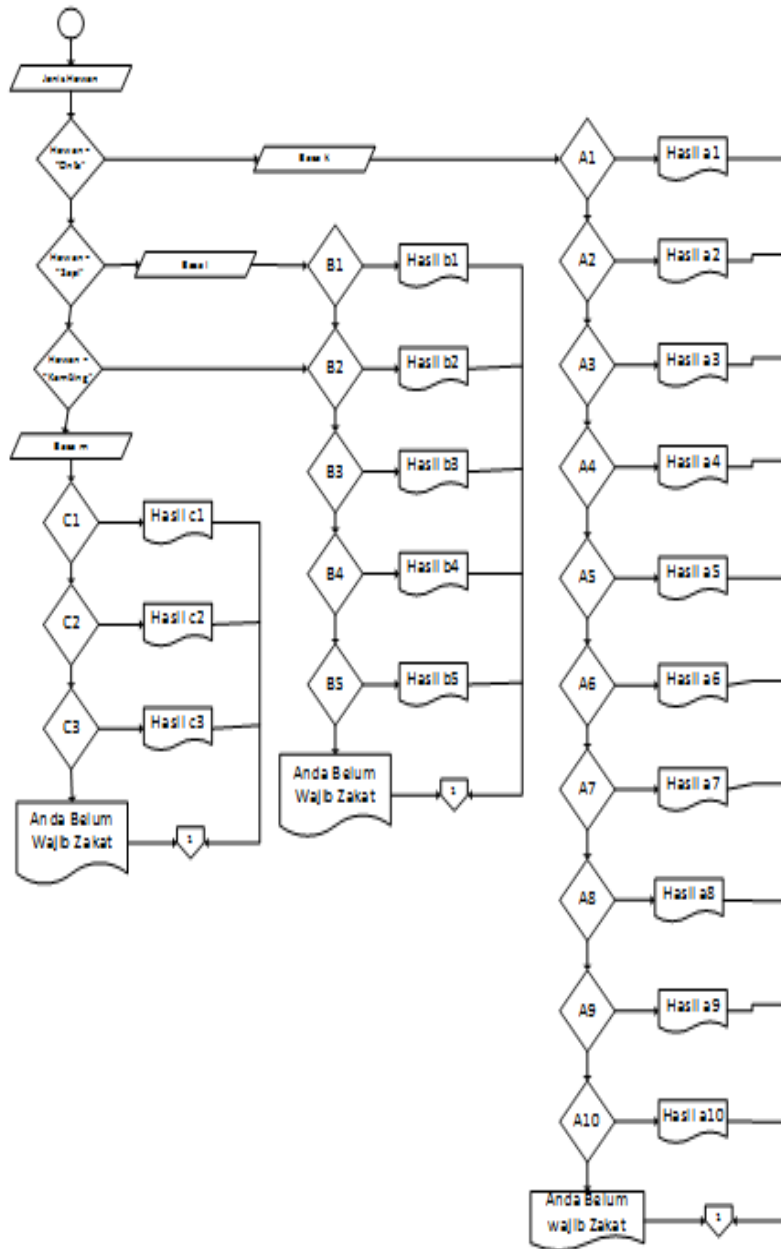 Jenis Hewan
Hewan =
"Onta"
Baca K
A1
Hasil a1
Hewan =
"Sapi"
Baca l
B1
Hasil b1
A2
Hasil a2
Hewan =
"Kambing"
B2
Hasil b2
A3
Hasil a3
Baca m
B3
Hasil b3
A4
Hasil a4
C1
Hasil c1
B4
Hasil b4
A5
Hasil a5
C2
Hasil c2
B5
Hasil b5
A6
Hasil a6
C3
Hasil c3
Anda Belum
Wajib Zakat
1
A7
Hasil a7
Anda Belum
Wajib Zakat
1
A8
Hasil a8
A9
Hasil a9
A10
Hasil a10
Anda Belum
wajib Zakat
1